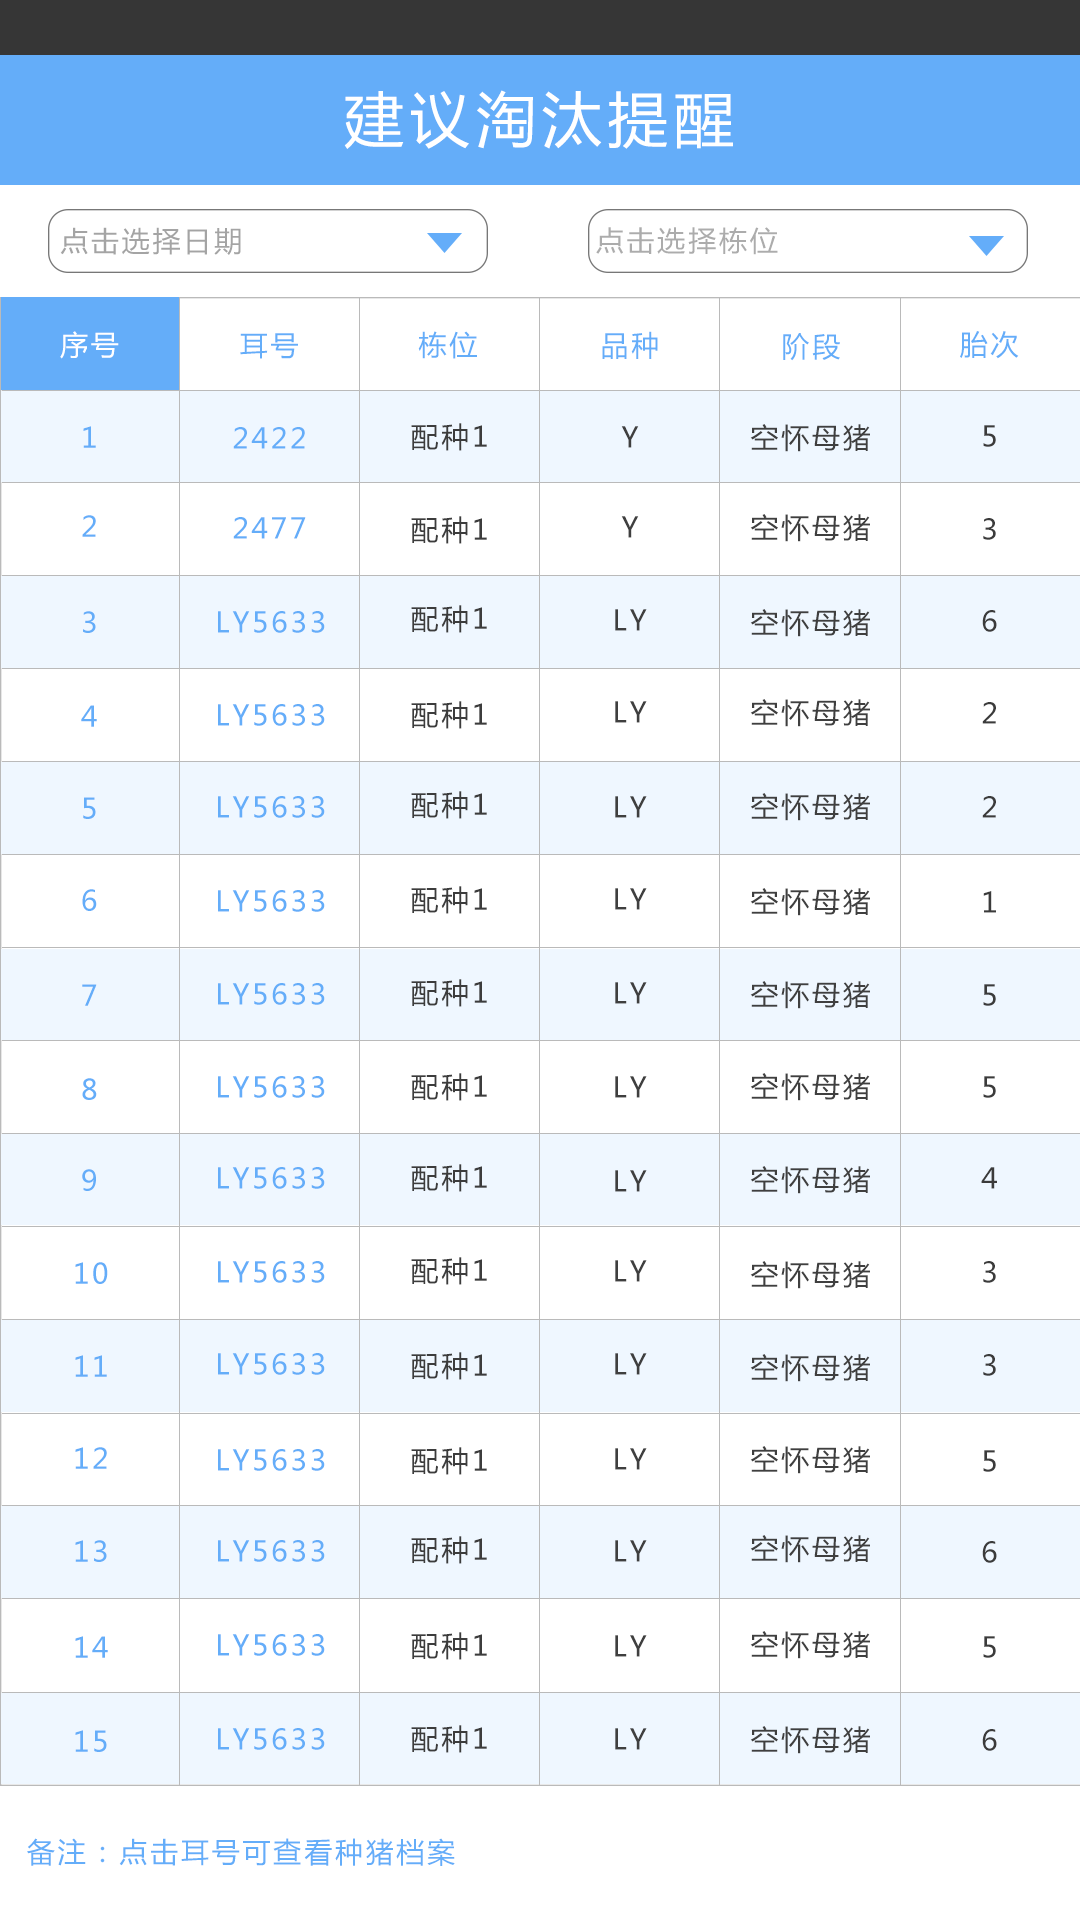 建议淘汰提醒
点击选择日期 点击选择栋位
序号 耳号 栋位 品种 阶段 胎次
1 2422 配种1 Y 空怀母猪 5
2 2477 配种1 Y 空怀母猪 3
3 LY5633 配种1 LY 空怀母猪 6
4 LY5633 配种1 LY 空怀母猪 2
5 LY5633 配种1 LY 空怀母猪 2
6 LY5633 配种1 LY 空怀母猪 1
7 LY5633 配种1 LY 空怀母猪 5
8 LY5633 配种1 LY 空怀母猪 5
9 LY5633 配种1 LY 空怀母猪 4
10 LY5633 配种1 LY 空怀母猪 3
11 LY5633 配种1 LY 空怀母猪 3
12 LY5633 配种1 LY 空怀母猪 5
13 LY5633 配种1 LY 空怀母猪 6
14 LY5633 配种1 LY 空怀母猪 5
15 LY5633 配种1 LY 空怀母猪 6
备注：点击耳号可查看种猪档案